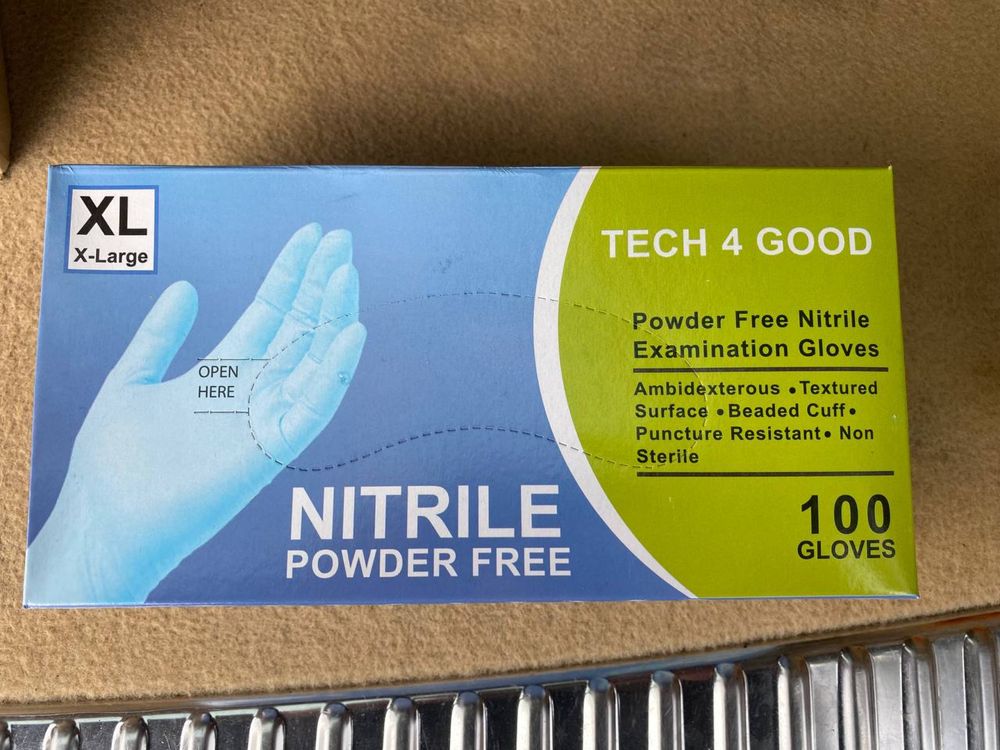 XL
X-Large
TECH 4 GOOD
Powder Free Nitrile
Examination Gloves
Ambidexterous • Textured
Surface • Beaded Cuff •
Puncture Resistant • Non
Sterile
OPEN
HERE
NITRILE
POWDER FREE
100
GLOVES